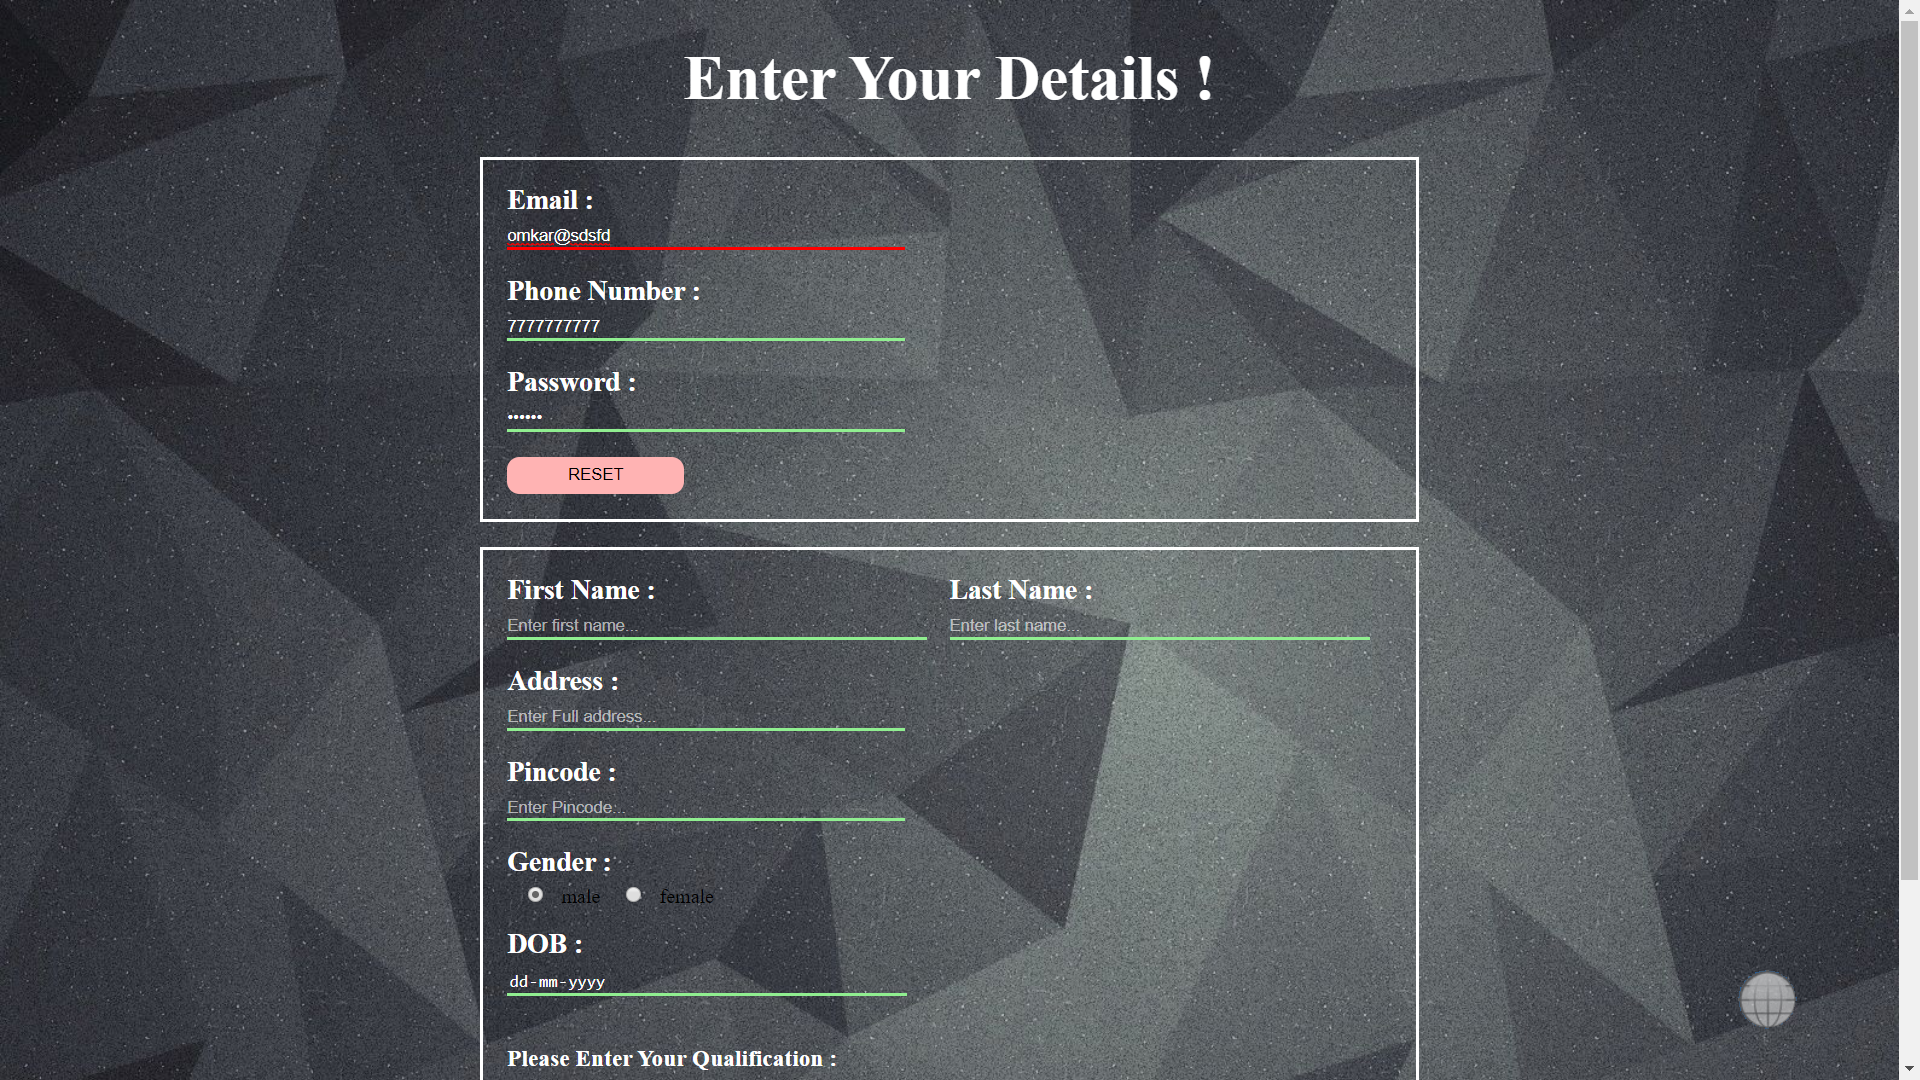 Enter Your Details !
Email :
omkar@sdsfd
Phone Number :
7777777777
Password :
••••••
RESET
First Name : Last Name :
Enter first name... Enter last name...
Address :
Enter Full address...
Pincode :
Enter Pincode...
Gender :
male female
DOB :
dd-mm-yyyy
Please Enter Your Qualification :